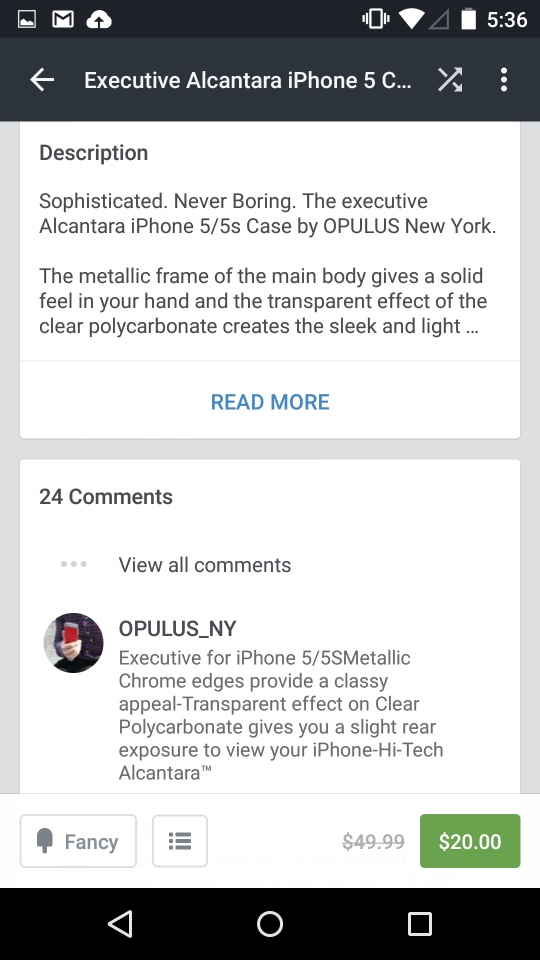 5:36
Executive Alcantara iPhone 5 C...
Description
Sophisticated. Never Boring. The executive
Alcantara iPhone 5/5s Case by OPULUS New York.
The metallic frame of the main body gives a solid
feel in your hand and the transparent effect of the
clear polycarbonate creates the sleek and light ...
READ MORE
24 Comments
View all comments
OPULUS_NY
Executive for iPhone 5/5SMetallic
Chrome edges provide a classy
appeal-Transparent effect on Clear
Polycarbonate gives you a slight rear
exposure to view your iPhone-Hi-Tech
Alcantara™
Fancy
$49.99
$20.00